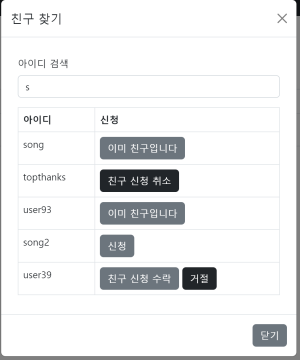 친구 찾기
아이디 검색
s
아이디 신청
song 이미 친구입니다
topthanks 친구 신청 취소
user93 이미 친구입니다
song2 신청
user39 친구 신청 수락 거절
닫기